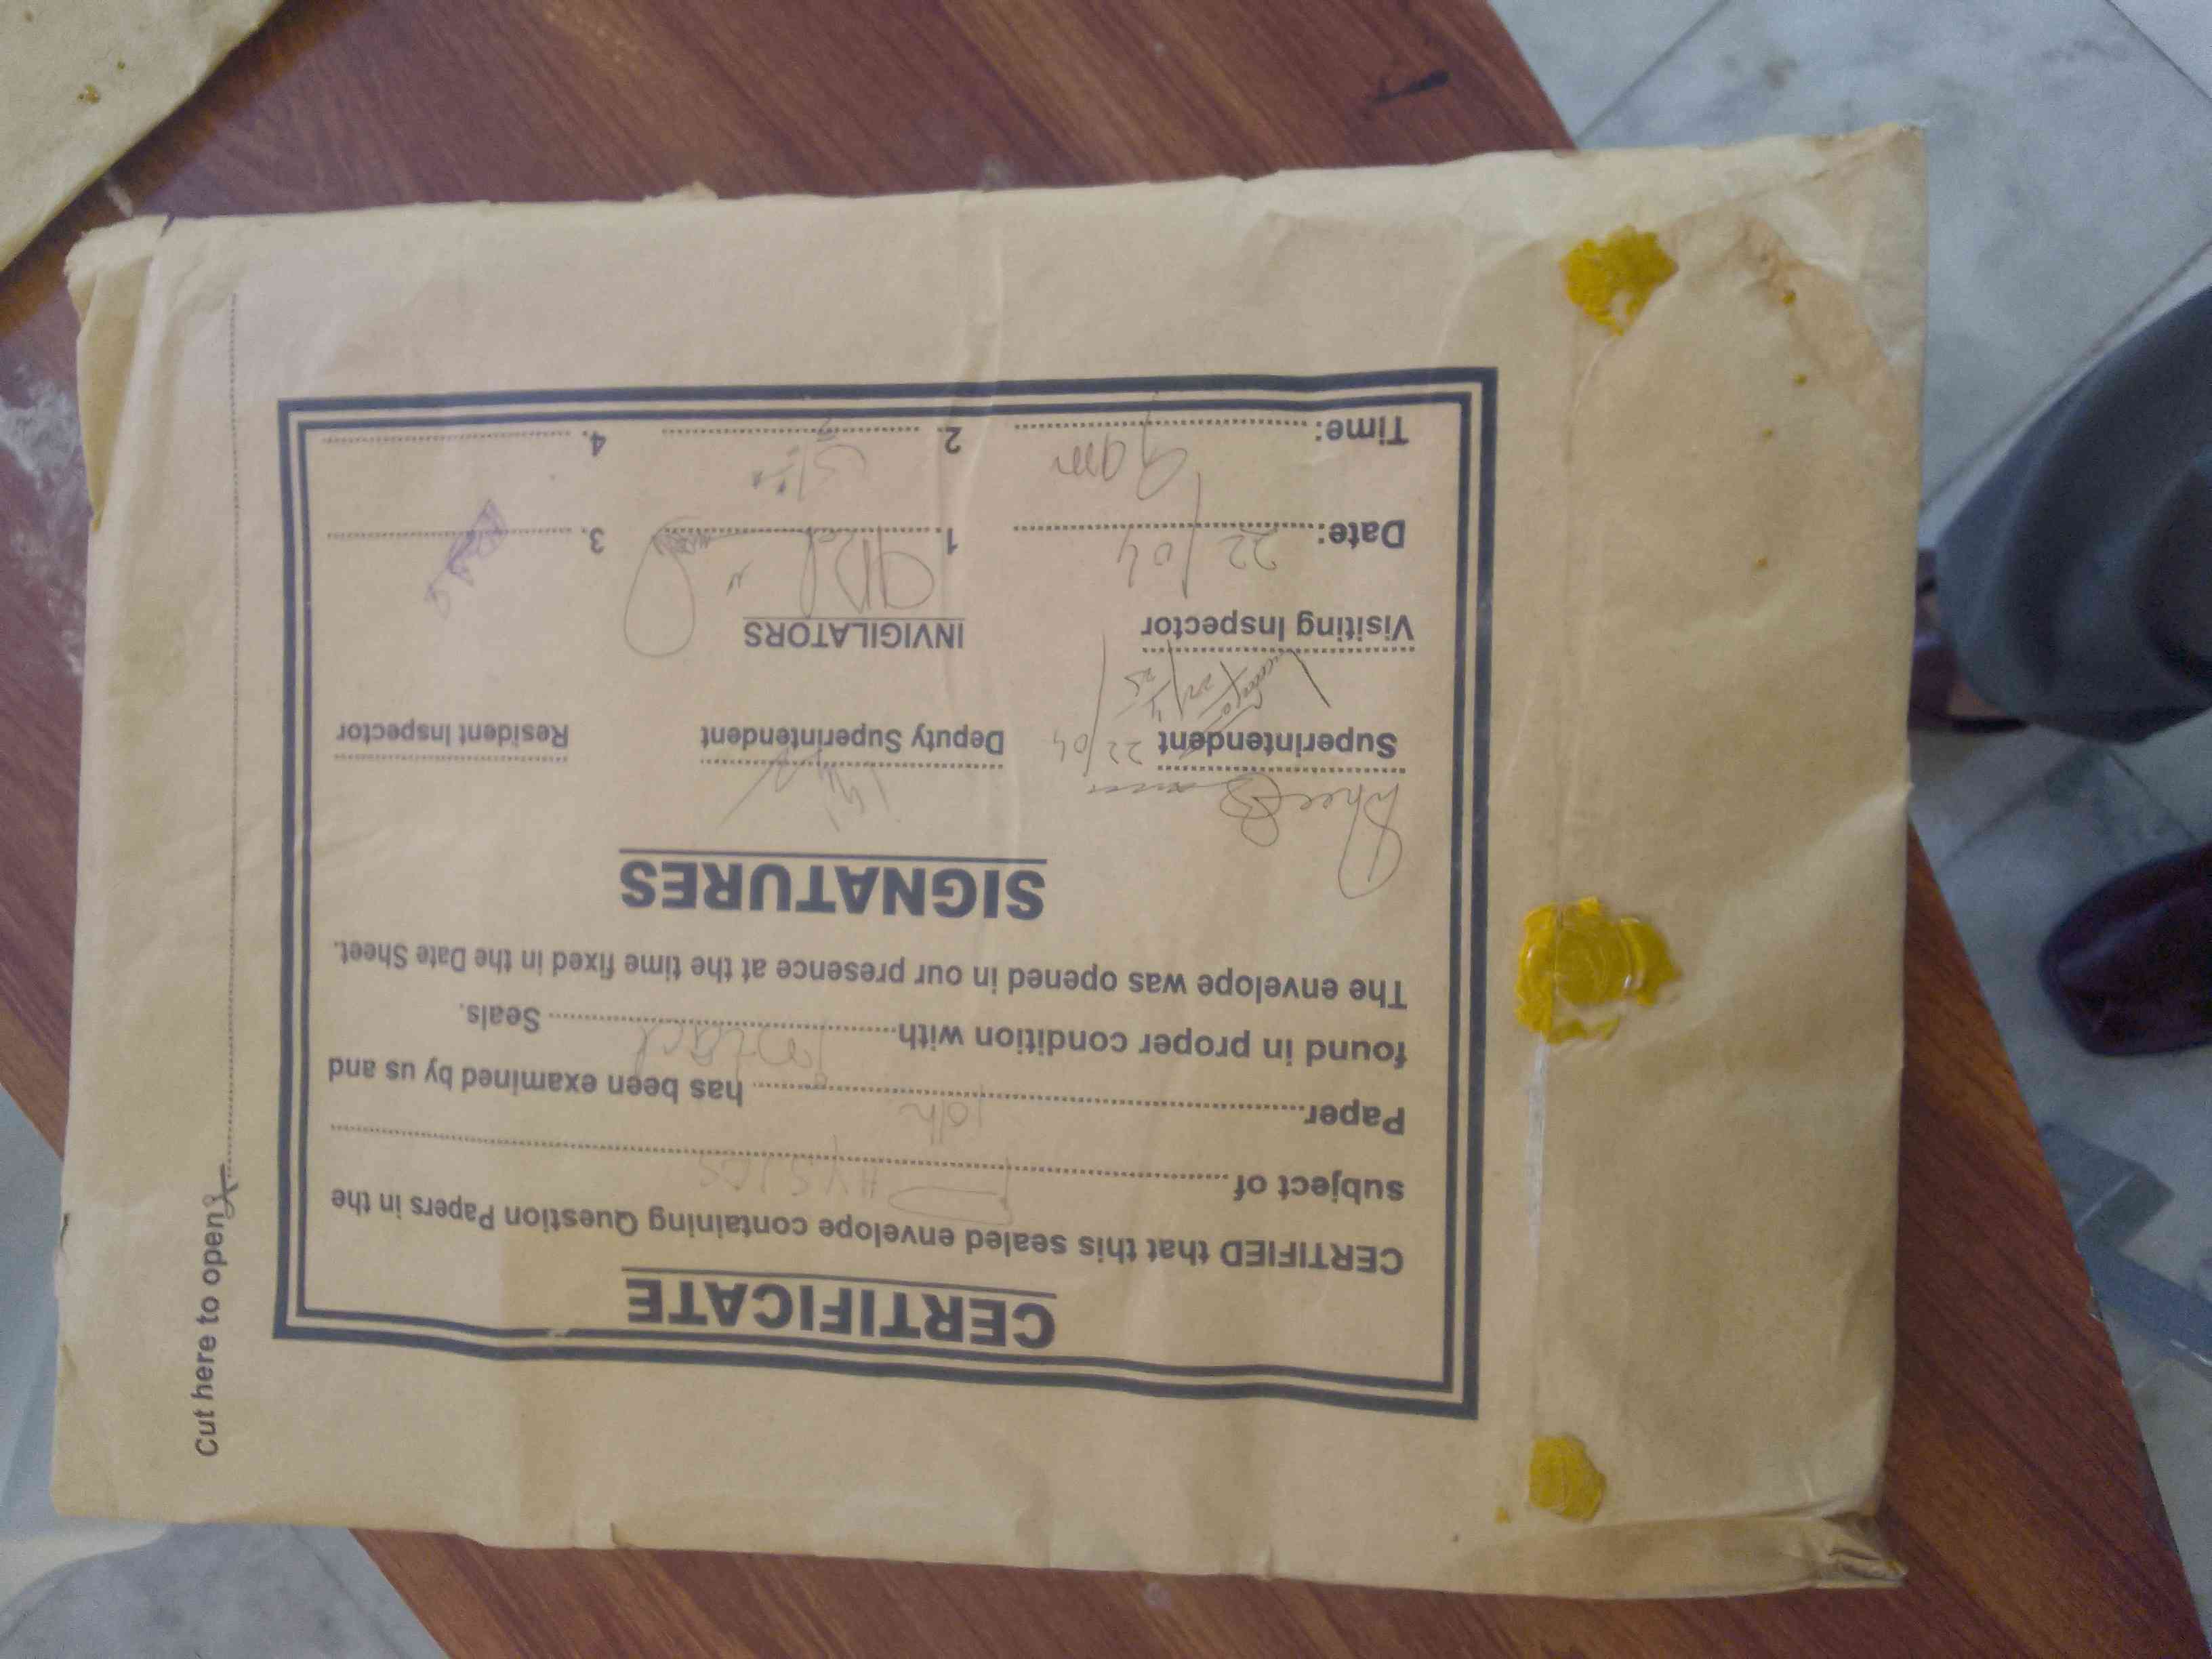 CERTIFICATE
CERTIFIED that this sealed envelope containing Question Papers in the
PHYSICS
subject of
10th
Paper has been examined by us and
Intact
found in proper condition with Seals.
The envelope was opened in our presence at the time fixed in the Date Sheet.
SIGNATURES
22/04
Superintendent Deputy Superintendent Resident Inspector
Visiting Inspector INVIGILATORS
22/04
Date: 1. 3.
9am
Time: 2. 4.
Cut here to open